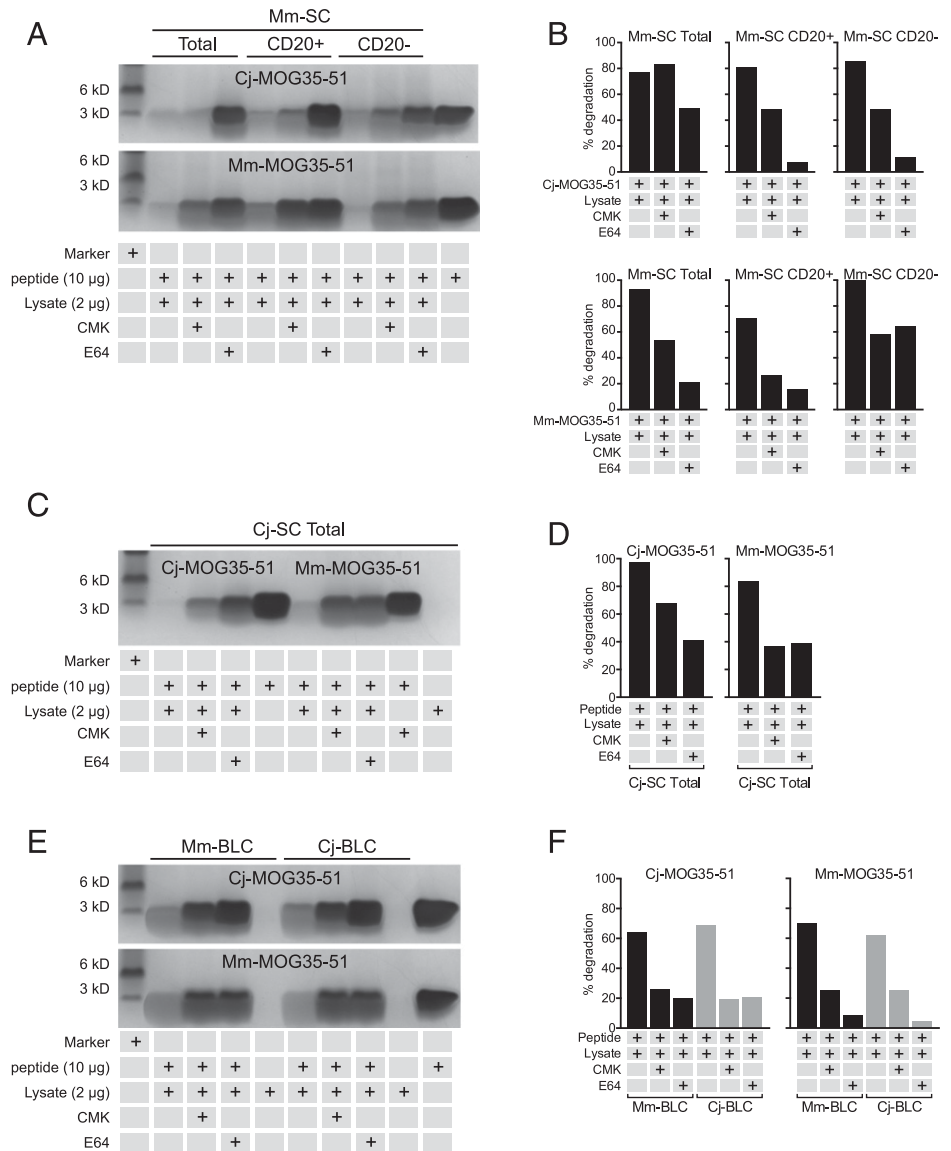 A
Mm-SC
Total CD20+ CD20-
Cj-MOG35-51
6 kD
3 kD
Mm-MOG35-51
6 kD
3 kD
Marker +
peptide (10 µg) + + + + + + + + + +
Lysate (2 µg) + + + + + + + + +
CMK + + +
E64 + + +
B
Mm-SC Total Mm-SC CD20+ Mm-SC CD20-
100
80
60
40
20
0
% degradation
Cj-MOG35-51 + + + + + + + + +
Lysate + + + + + + + + +
CMK + + +
E64 + + +
Mm-SC Total Mm-SC CD20+ Mm-SC CD20-
100
80
60
40
20
0
% degradation
Mm-MOG35-51 + + + + + + + + +
Lysate + + + + + + + + +
CMK + + +
E64 + + +
C
Cj-SC Total
Cj-MOG35-51 Mm-MOG35-51
6 kD
3 kD
Marker +
peptide (10 µg) + + + + + + + +
Lysate (2 µg) + + + + + + +
CMK + + +
E64 + +
D
Cj-MOG35-51 Mm-MOG35-51
100
80
60
40
20
0
% degradation
Peptide + + + + + +
Lysate + + + + + +
CMK + +
E64 + +
Cj-SC Total Cj-SC Total
E
Mm-BLC Cj-BLC
Cj-MOG35-51
6 kD
3 kD
Mm-MOG35-51
6 kD
3 kD
Marker +
peptide (10 µg) + + + + + + +
Lysate (2 µg) + + + + + + + +
CMK + +
E64 + +
F
Cj-MOG35-51 Mm-MOG35-51
100
80
60
40
20
0
% degradation
Peptide + + + + + + + + + + + +
Lysate + + + + + + + + + + + +
CMK + + + +
E64 + + + +
Mm-BLC Cj-BLC Mm-BLC Cj-BLC